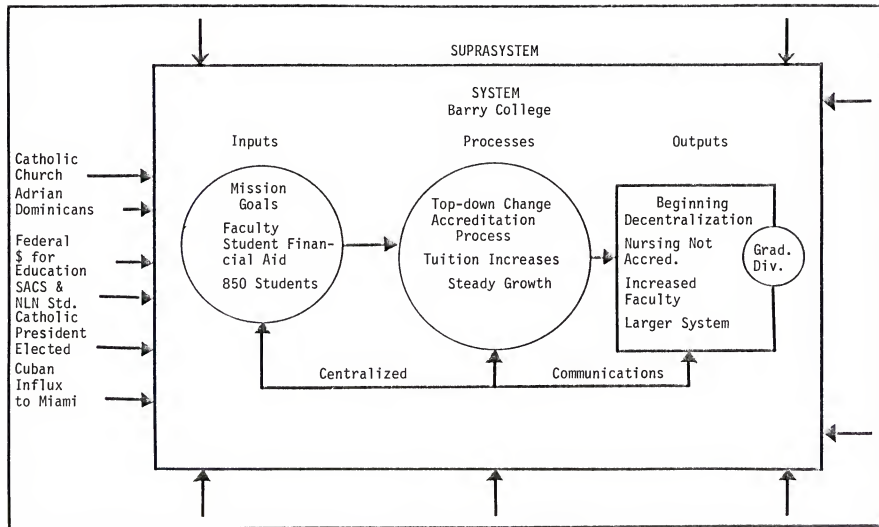 SUPRASYSTEM
SYSTEM
Barry College
Inputs
Processes
Outputs
Catholic
Church
Adrian
Dominicans
Federal
$ for
Education
SACS &
NLN Std.
Catholic
President
Elected
Cuban
Influx
to Miami
Mission
Goals
Faculty
Student Finan-
cial Aid
850 Students
Top-down Change
Accreditation
Process
Tuition Increases
Steady Growth
Beginning
Decentralization
Nursing Not
Accred.
Increased
Faculty
Larger System
Grad.
Div.
Centralized
Communications